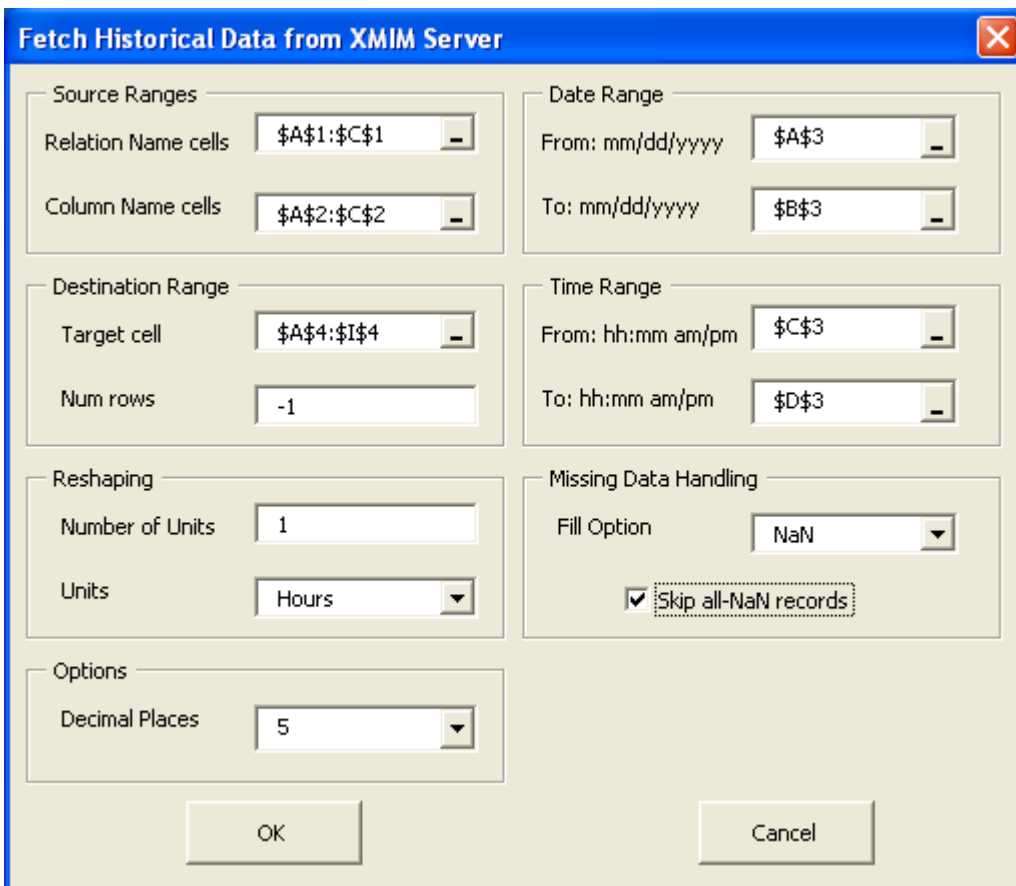 Fetch Historical Data from XMIM Server
Source Ranges
Relation Name cells $A$1:$C$1
Column Name cells $A$2:$C$2
Date Range
From: mm/dd/yyyy $A$3
To: mm/dd/yyyy $B$3
Destination Range
Target cell $A$4:$I$4
Num rows -1
Time Range
From: hh:mm am/pm $C$3
To: hh:mm am/pm $D$3
Reshaping
Number of Units 1
Units Hours
Missing Data Handling
Fill Option NaN
Skip all-NaN records
Options
Decimal Places 5
OK Cancel